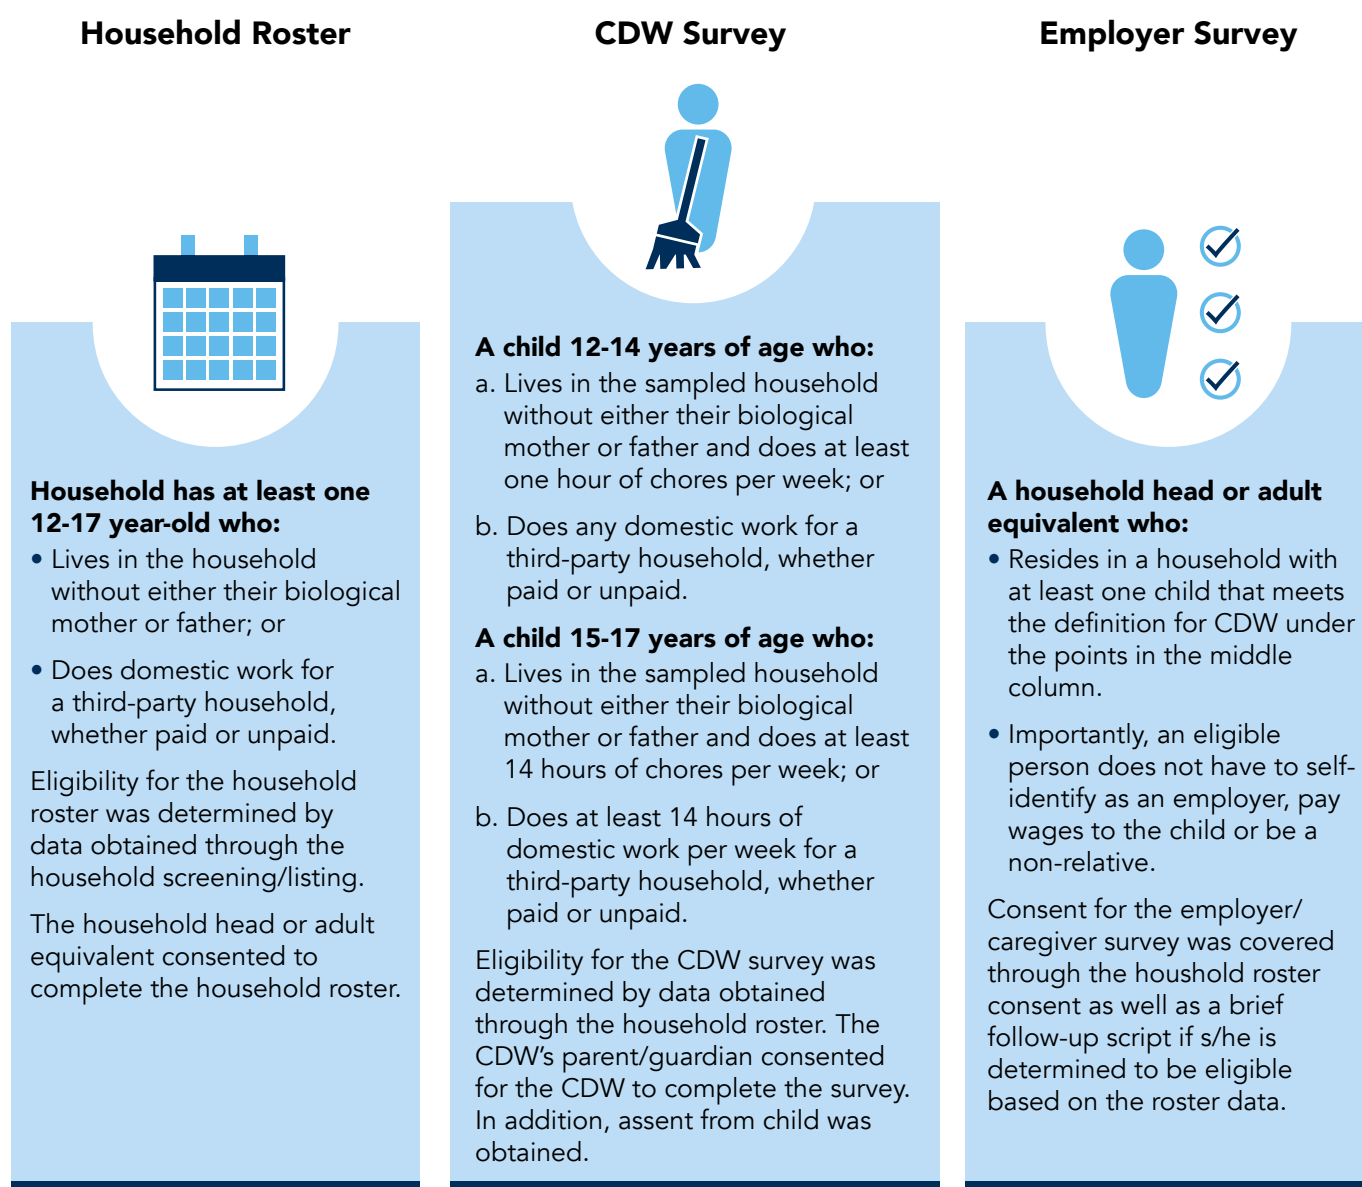 Household Roster
Household has at least one
12-17 year-old who:
• Lives in the household
without either their biological
mother or father; or
• Does domestic work for
a third-party household,
whether paid or unpaid.
Eligibility for the household
roster was determined by
data obtained through the
household screening/listing.
The household head or adult
equivalent consented to
complete the household roster.
CDW Survey
A child 12-14 years of age who:
a. Lives in the sampled household
without either their biological
mother or father and does at least
one hour of chores per week; or
b. Does any domestic work for a
third-party household, whether
paid or unpaid.
A child 15-17 years of age who:
a. Lives in the sampled household
without either their biological
mother or father and does at least
14 hours of chores per week; or
b. Does at least 14 hours of
domestic work per week for a
third-party household, whether
paid or unpaid.
Eligibility for the CDW survey was
determined by data obtained
through the household roster. The
CDW’s parent/guardian consented
for the CDW to complete the survey.
In addition, assent from child was
obtained.
Employer Survey
A household head or adult
equivalent who:
• Resides in a household with
at least one child that meets
the definition for CDW under
the points in the middle
column.
• Importantly, an eligible
person does not have to self-
identify as an employer, pay
wages to the child or be a
non-relative.
Consent for the employer/
caregiver survey was covered
through the houshold roster
consent as well as a brief
follow-up script if s/he is
determined to be eligible
based on the roster data.